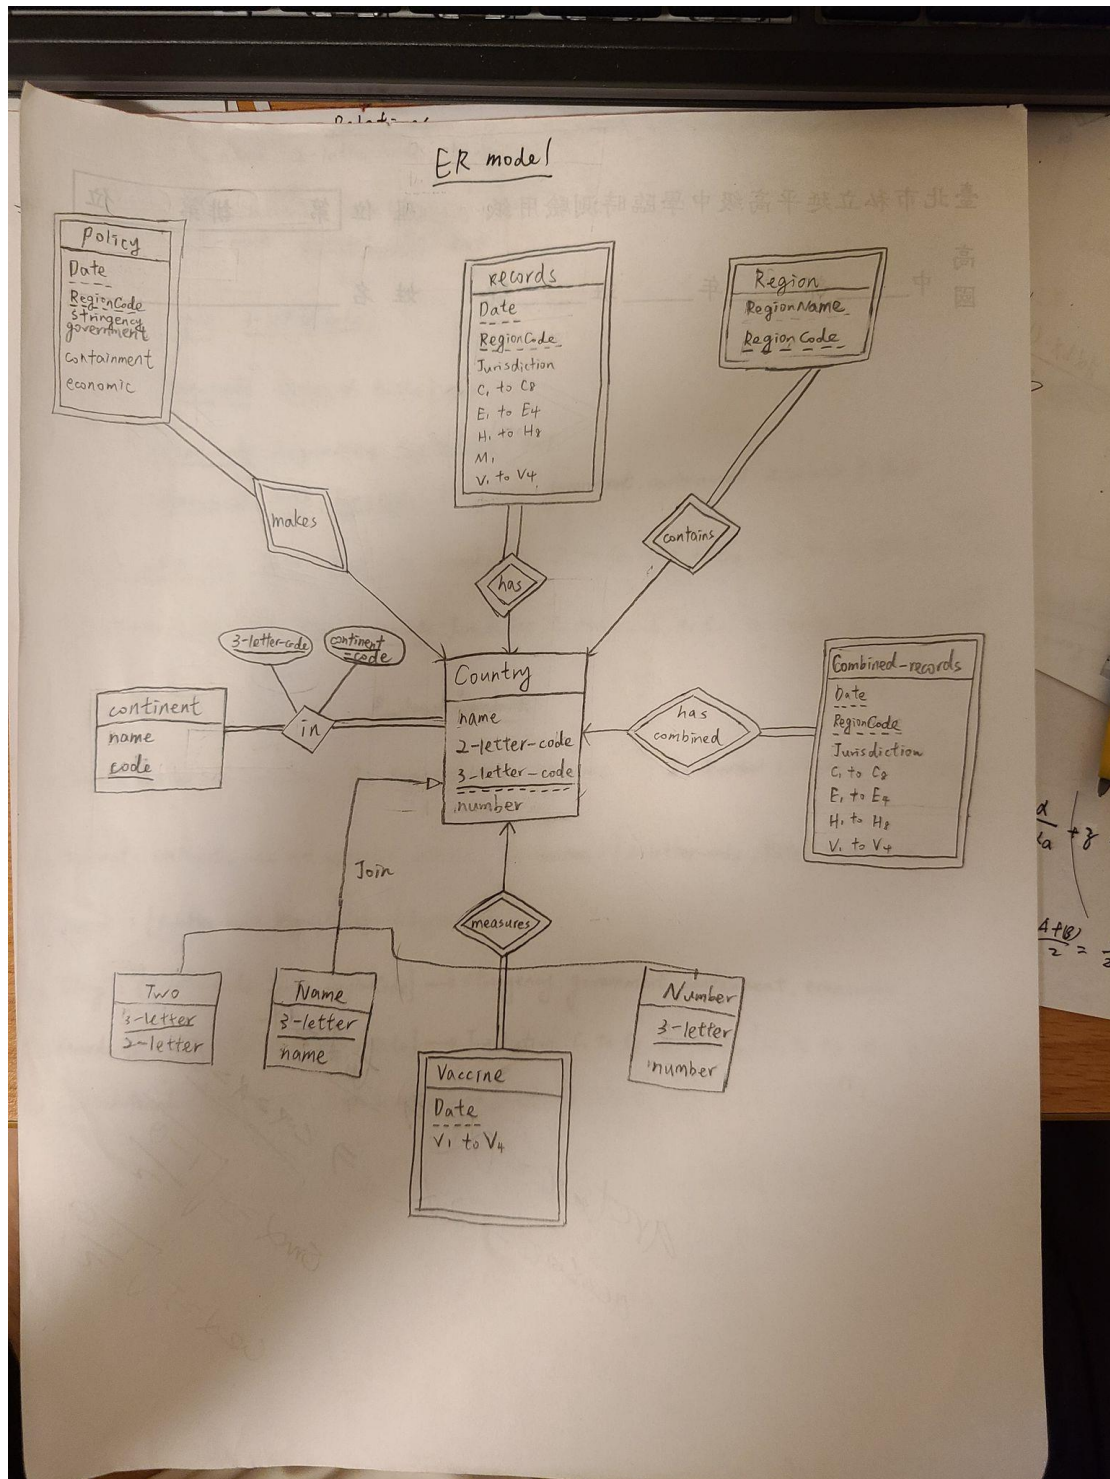 ER model
Policy
Date
RegionCode
stringency
government
containment
economic
records
Date
RegionCode
Jurisdiction
C₁ to C₈
E₁ to E₄
H₁ to H₈
M₁
V₁ to V₄
Region
RegionName
Region Code
makes
has
contains
3-letter-code
continent
-code
continent
name
code
in
Country
name
2-letter-code
3-letter-code
number
has
combined
Combined-records
Date
RegionCode
Jurisdiction
C₁ to C₈
E₁ to E₄
H₁ to H₈
V₁ to V₄
Join
measures
Two
3-letter
2-letter
Name
3-letter
name
Number
3-letter
number
Vaccine
Date
V₁ to V₄